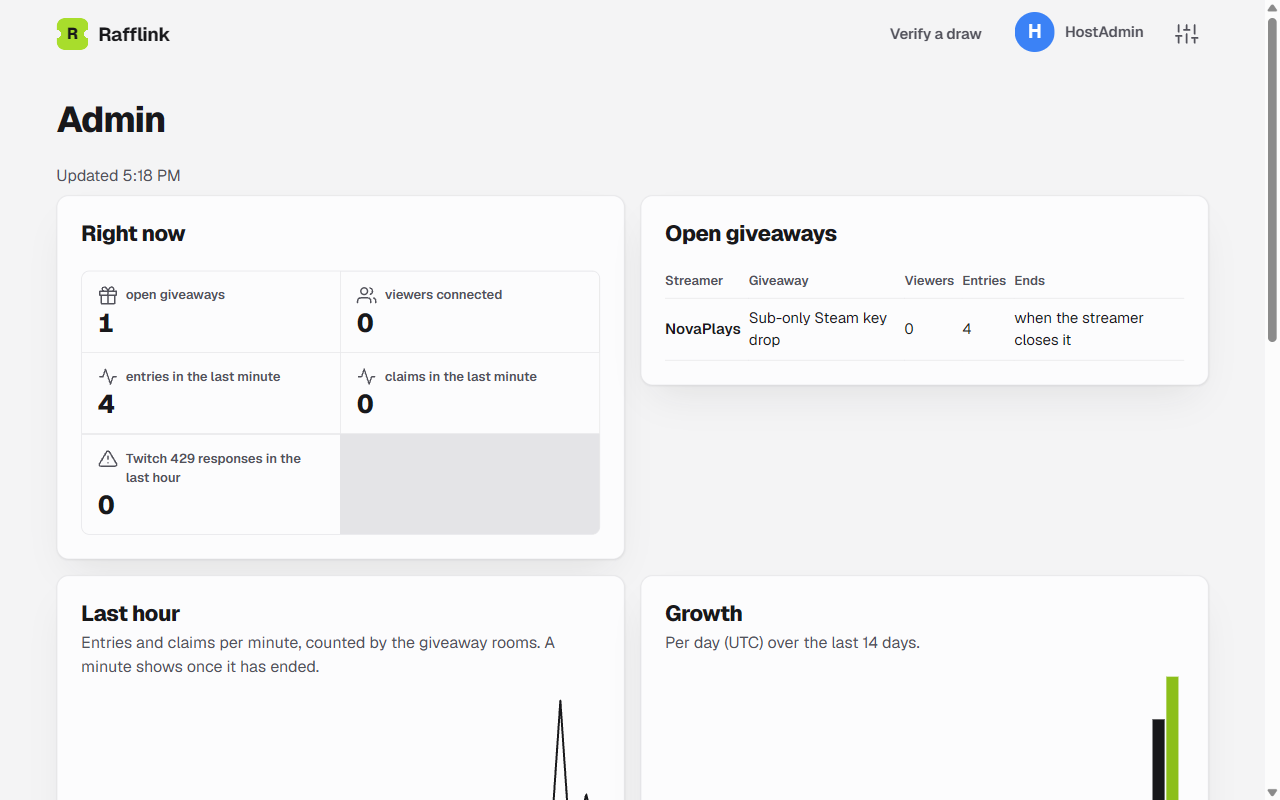 R Rafflink
Verify a draw
H HostAdmin
Admin
Updated 5:18 PM
Right now
open giveaways
1
viewers connected
0
entries in the last minute
4
claims in the last minute
0
Twitch 429 responses in the
last hour
0
Open giveaways
Streamer Giveaway Viewers Entries Ends
NovaPlays Sub-only Steam key drop 0 4 when the streamer closes it
Last hour
Entries and claims per minute, counted by the giveaway rooms. A
minute shows once it has ended.
Growth
Per day (UTC) over the last 14 days.